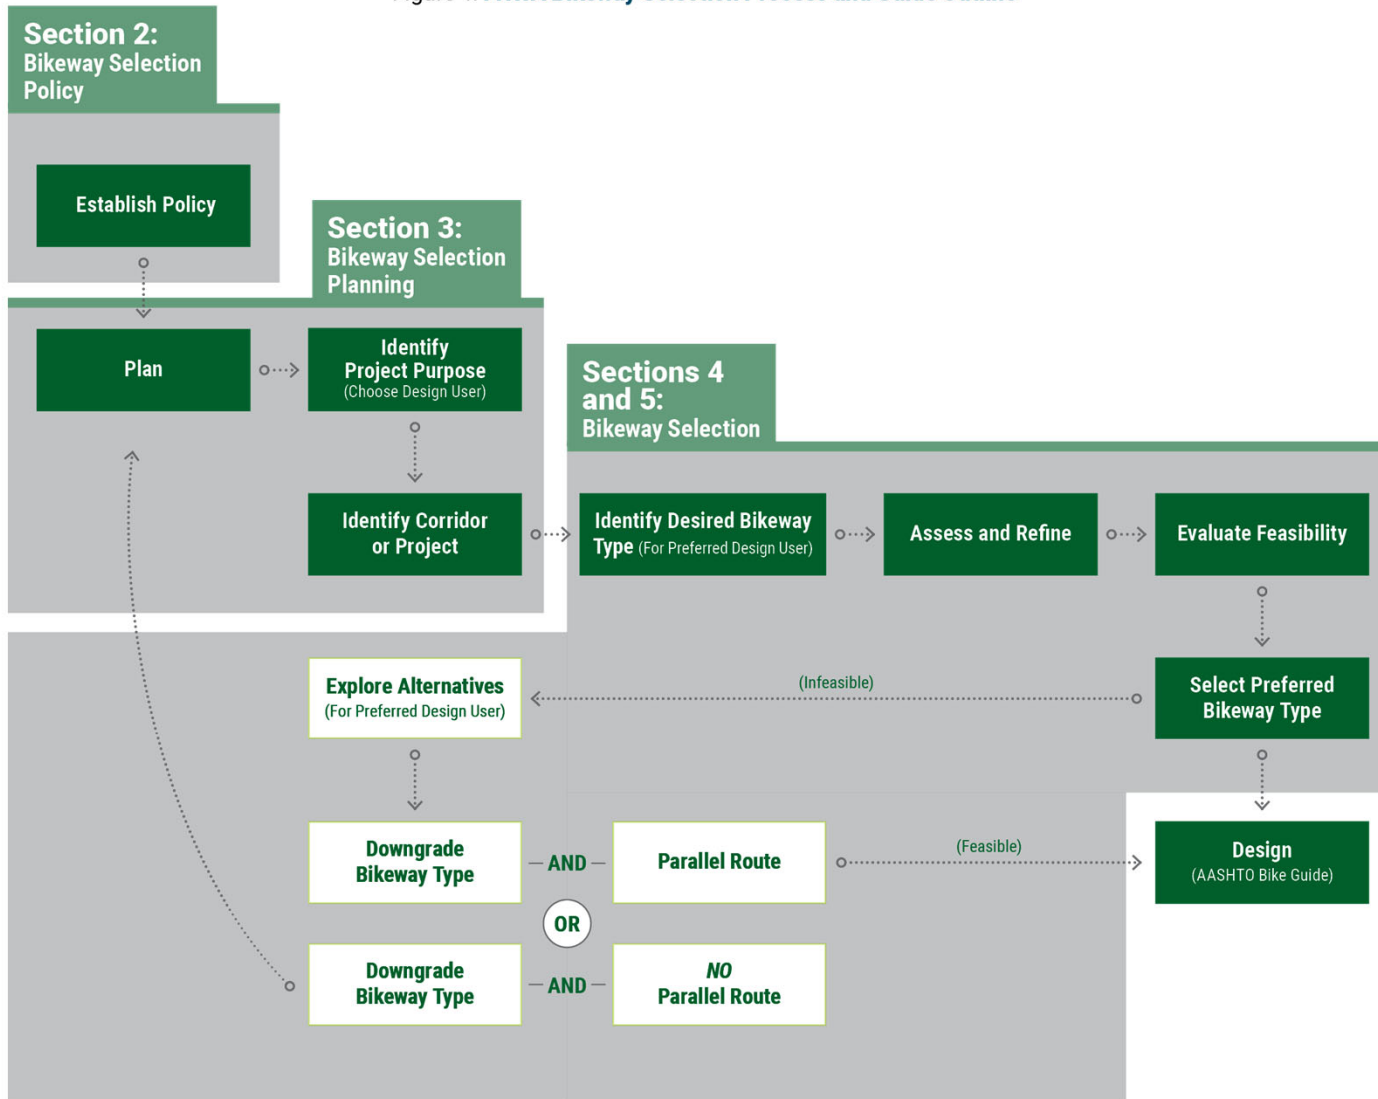 Section 2:
Bikeway Selection
Policy
Establish Policy
Section 3:
Bikeway Selection
Planning
Plan
Identify
Project Purpose
(Choose Design User)
Identify Corridor
or Project
Sections 4
and 5:
Bikeway Selection
Identify Desired Bikeway
Type (For Preferred Design User)
Assess and Refine
Evaluate Feasibility
Select Preferred
Bikeway Type
(Infeasible)
Explore Alternatives
(For Preferred Design User)
Downgrade
Bikeway Type
AND
Parallel Route
(Feasible)
Design
(AASHTO Bike Guide)
OR
Downgrade
Bikeway Type
AND
NO
Parallel Route